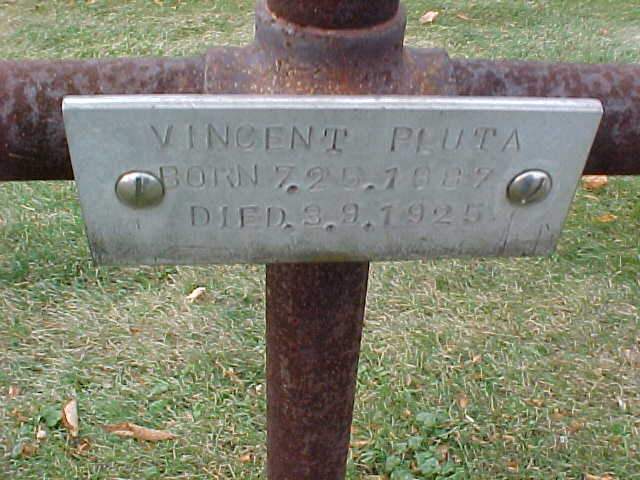 VINCENT PLUTA
BORN 7.25.1887
DIED.3.9.1925